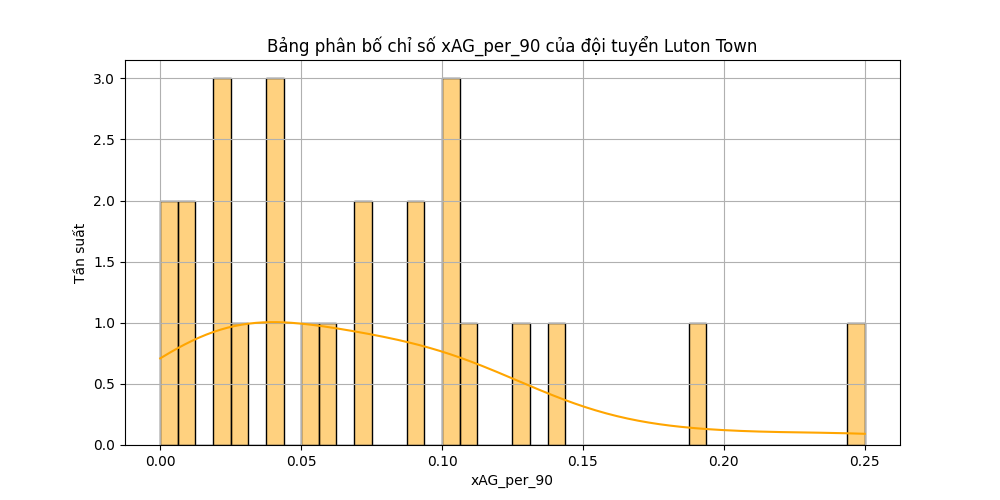 Bảng phân bố chỉ số xAG_per_90 của đội tuyển Luton Town
3.0
2.5
2.0
1.5
1.0
0.5
0.0
Tần suất
0.00 0.05 0.10 0.15 0.20 0.25
xAG_per_90